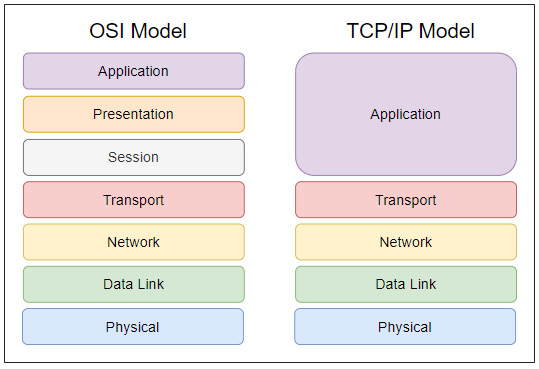 OSI Model
Application
Presentation
Session
Transport
Network
Data Link
Physical
TCP/IP Model
Application
Transport
Network
Data Link
Physical